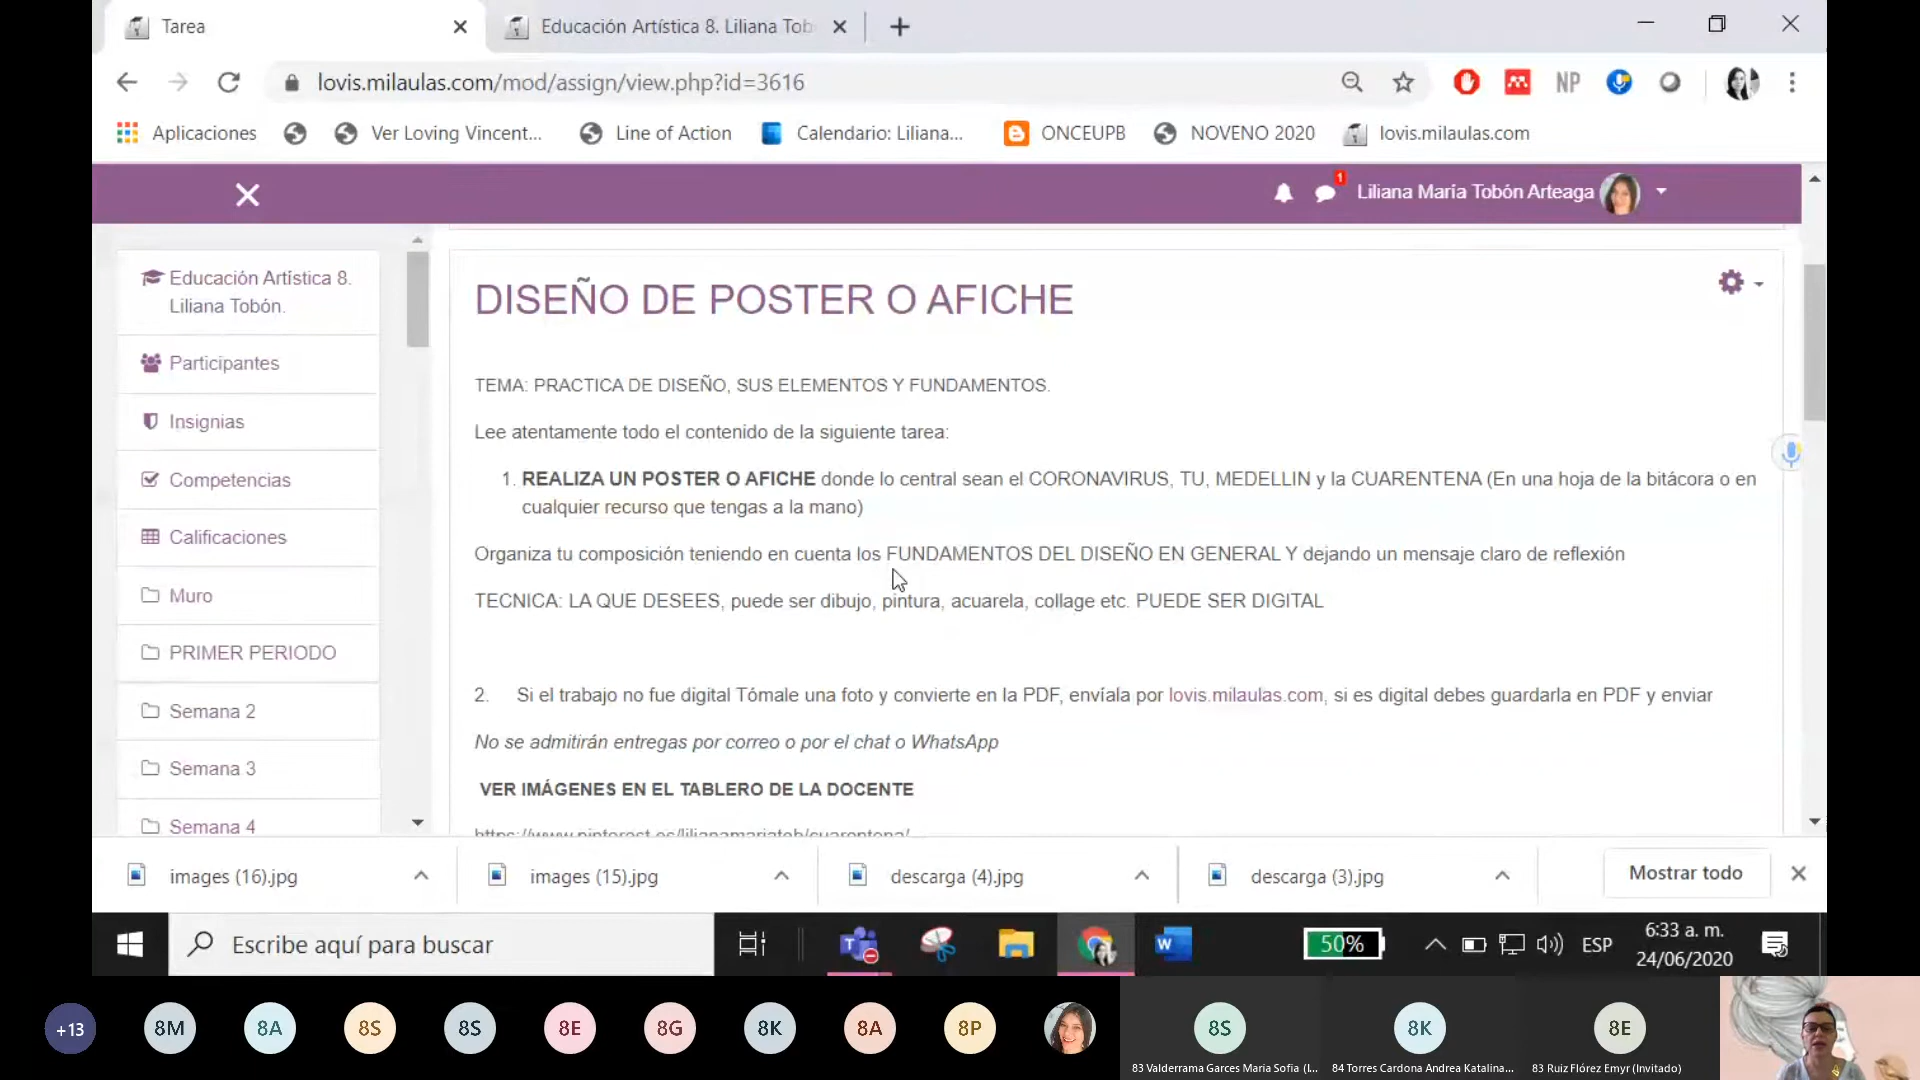 Tarea
Educación Artística 8. Liliana Tob
lovis.milaulas.com/mod/assign/view.php?id=3616
NP
Aplicaciones
Ver Loving Vincent...
Line of Action
Calendario: Liliana...
ONCEUPB
NOVENO 2020
lovis.milaulas.com
1
Liliana María Tobón Arteaga
Educación Artística 8.
Liliana Tobón.
Participantes
Insignias
Competencias
Calificaciones
Muro
PRIMER PERIODO
Semana 2
Semana 3
Semana 4
DISEÑO DE POSTER O AFICHE
TEMA: PRACTICA DE DISEÑO, SUS ELEMENTOS Y FUNDAMENTOS.
Lee atentamente todo el contenido de la siguiente tarea:
1. REALIZA UN POSTER O AFICHE donde lo central sean el CORONAVIRUS, TU, MEDELLIN y la CUARENTENA (En una hoja de la bitácora o en
cualquier recurso que tengas a la mano)
Organiza tu composición teniendo en cuenta los FUNDAMENTOS DEL DISEÑO EN GENERAL Y dejando un mensaje claro de reflexión
TECNICA: LA QUE DESEES, puede ser dibujo, pintura, acuarela, collage etc. PUEDE SER DIGITAL
2. Si el trabajo no fue digital Tómale una foto y convierte en la PDF, envíala por lovis.milaulas.com, si es digital debes guardarla en PDF y enviar
No se admitirán entregas por correo o por el chat o WhatsApp
VER IMÁGENES EN EL TABLERO DE LA DOCENTE
https://www.pinterest.es/lilianamariatob/cuarentena/
images (16).jpg
images (15).jpg
descarga (4).jpg
descarga (3).jpg
Mostrar todo
Escribe aquí para buscar
T
W
50%
ESP
6:33 a. m.
24/06/2020
+13
8M
8A
8S
8S
8E
8G
8K
8A
8P
8S
8K
8E
83 Valderrama Garces Maria Sofia (I...
84 Torres Cardona Andrea Katalina...
83 Ruiz Flórez Emyr (Invitado)